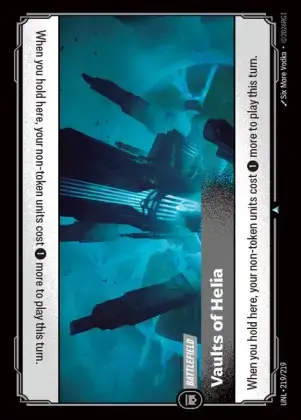 When you hold here, your non-token units cost 1 more to play this turn.
BATTLEFIELD
Vaults of Helia
When you hold here, your non-token units cost 1 more to play this turn.
UNL • 219/219
Six More Vodka • ©2026RGI